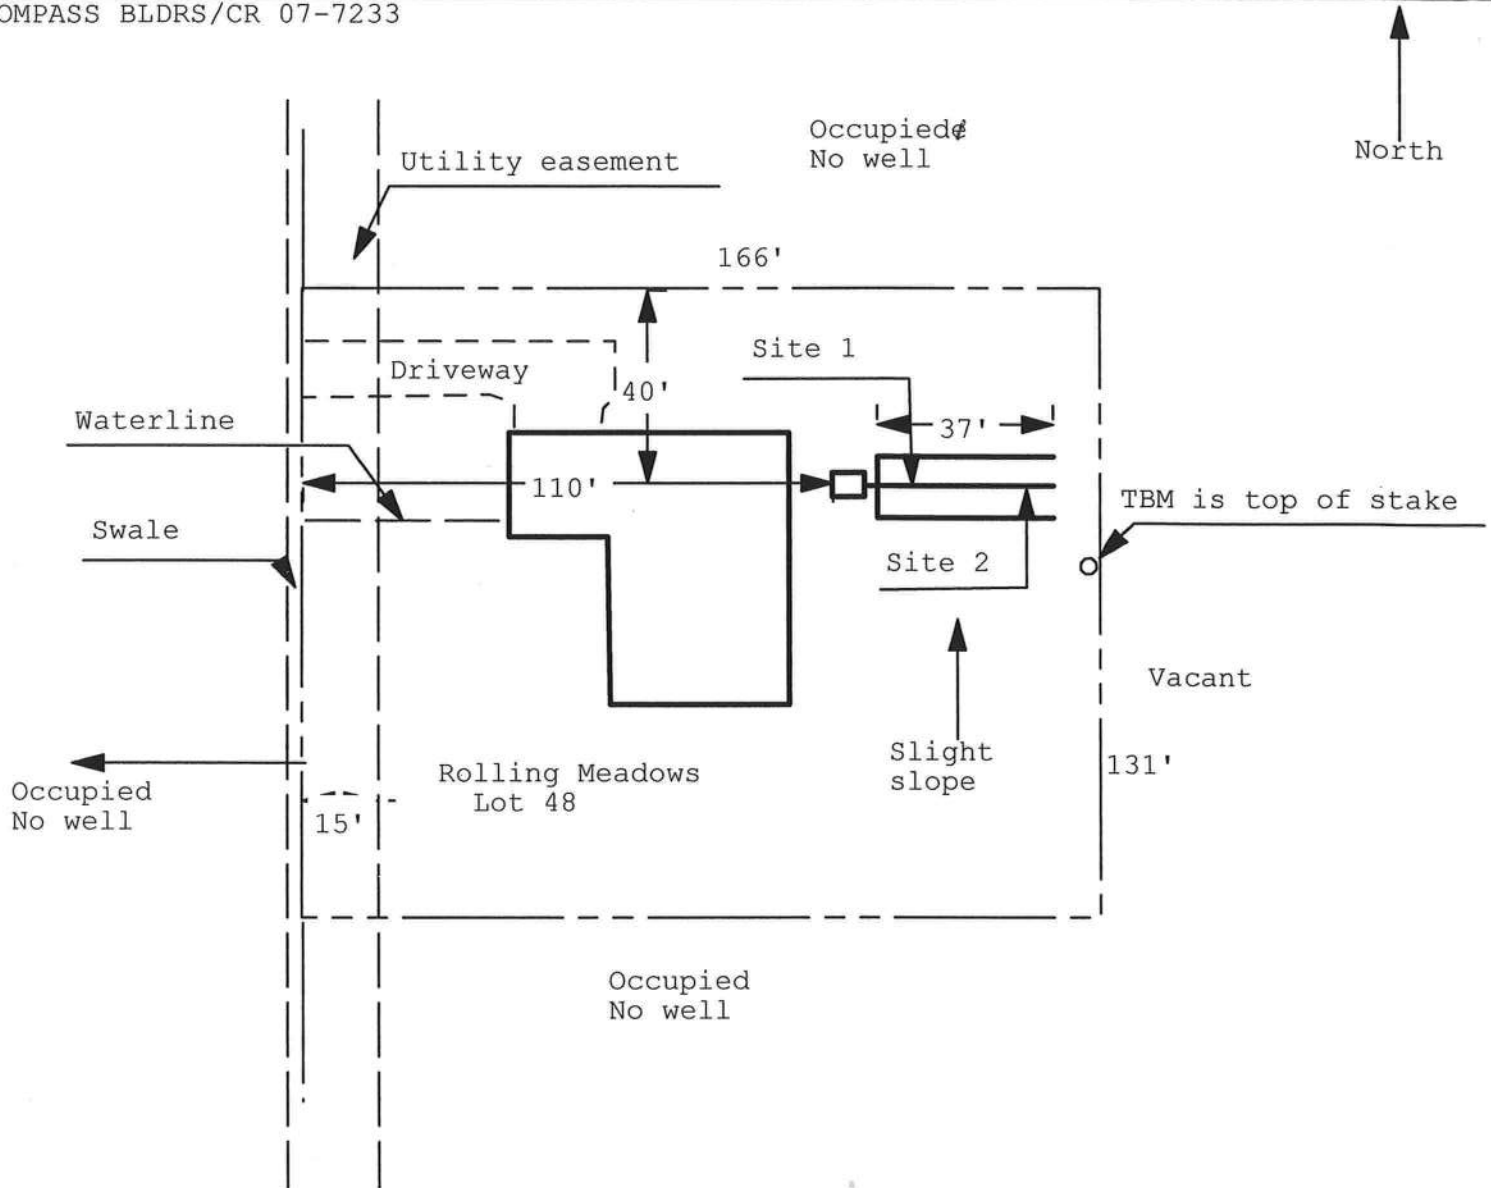 OMPASS BLDRS/CR 07-7233
Occupied
No well
North
Utility easement
166'
Site 1
Driveway
40'
Waterline
37'
110'
TBM is top of stake
Swale
Site 2
Vacant
Slight
slope
131'
Rolling Meadows
Lot 48
Occupied
No well
15'
Occupied
No well